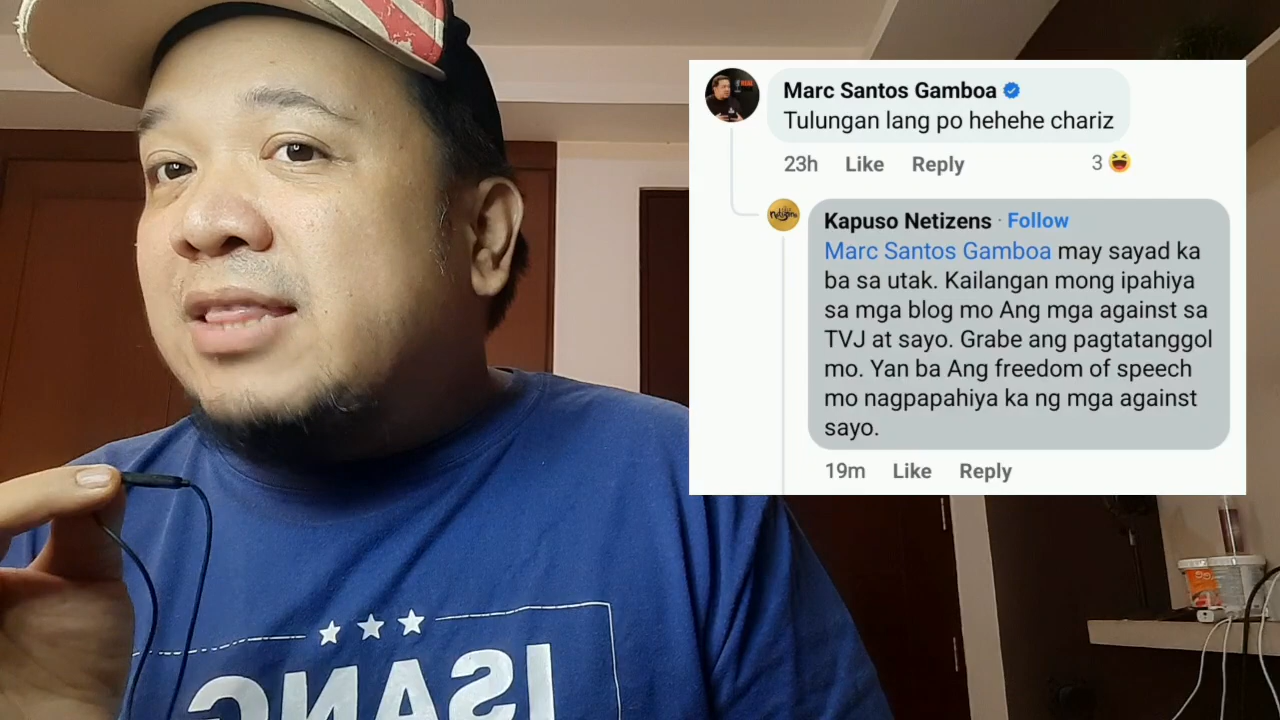 Marc Santos Gamboa
Tulungan lang po hehehe chariz
23h Like Reply 3
Kapuso Netizens · Follow
Marc Santos Gamboa may sayad ka
ba sa utak. Kailangan mong ipahiya
sa mga blog mo Ang mga against sa
TVJ at sayo. Grabe ang pagtatanggol
mo. Yan ba Ang freedom of speech
mo nagpapahiya ka ng mga against
sayo.
19m Like Reply
ISANG